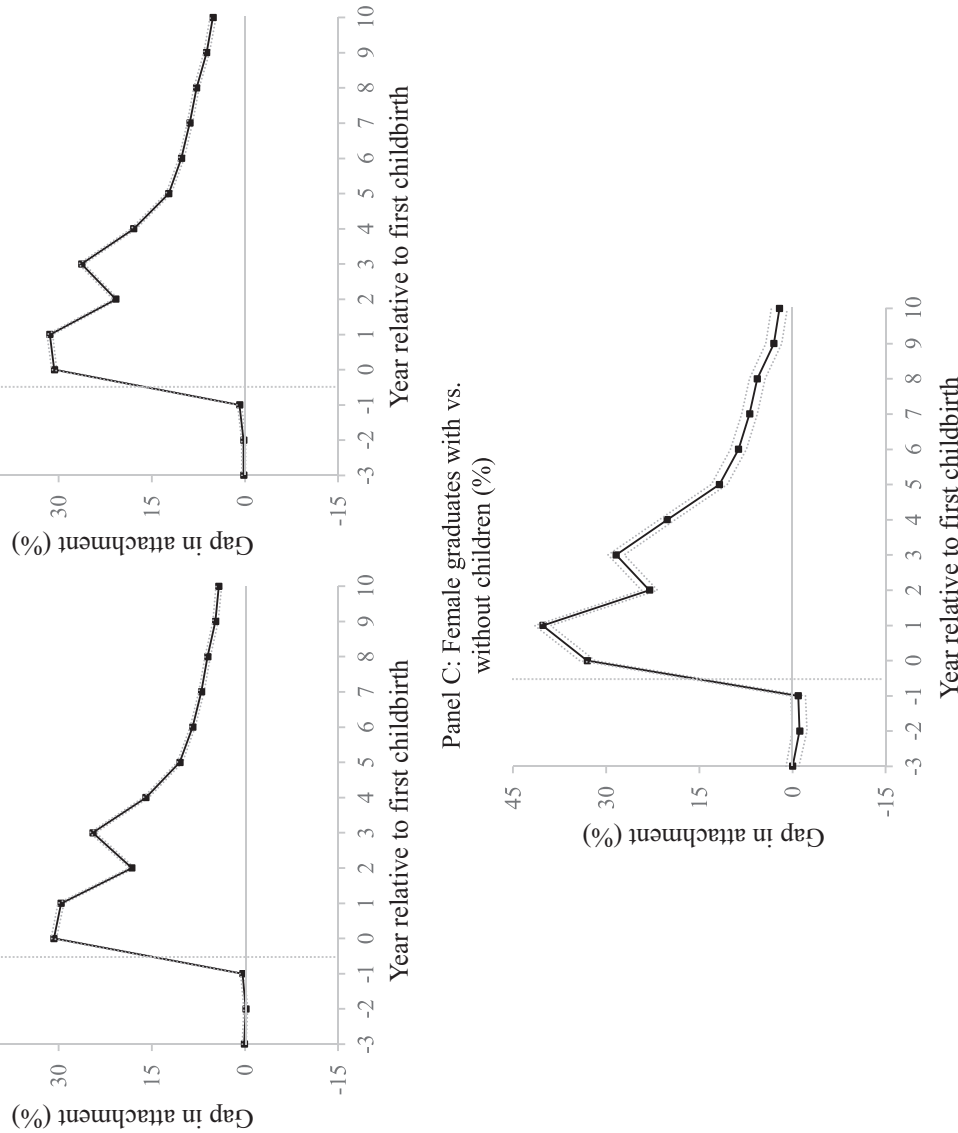 Gap in attachment (%)
30
15
0
-15
-3 -2 -1 0 1 2 3 4 5 6 7 8 9 10
Year relative to first childbirth
Gap in attachment (%)
30
15
0
-15
-3 -2 -1 0 1 2 3 4 5 6 7 8 9 10
Year relative to first childbirth
Panel C: Female graduates with vs.
without children (%)
Gap in attachment (%)
45
30
15
0
-15
-3 -2 -1 0 1 2 3 4 5 6 7 8 9 10
Year relative to first childbirth